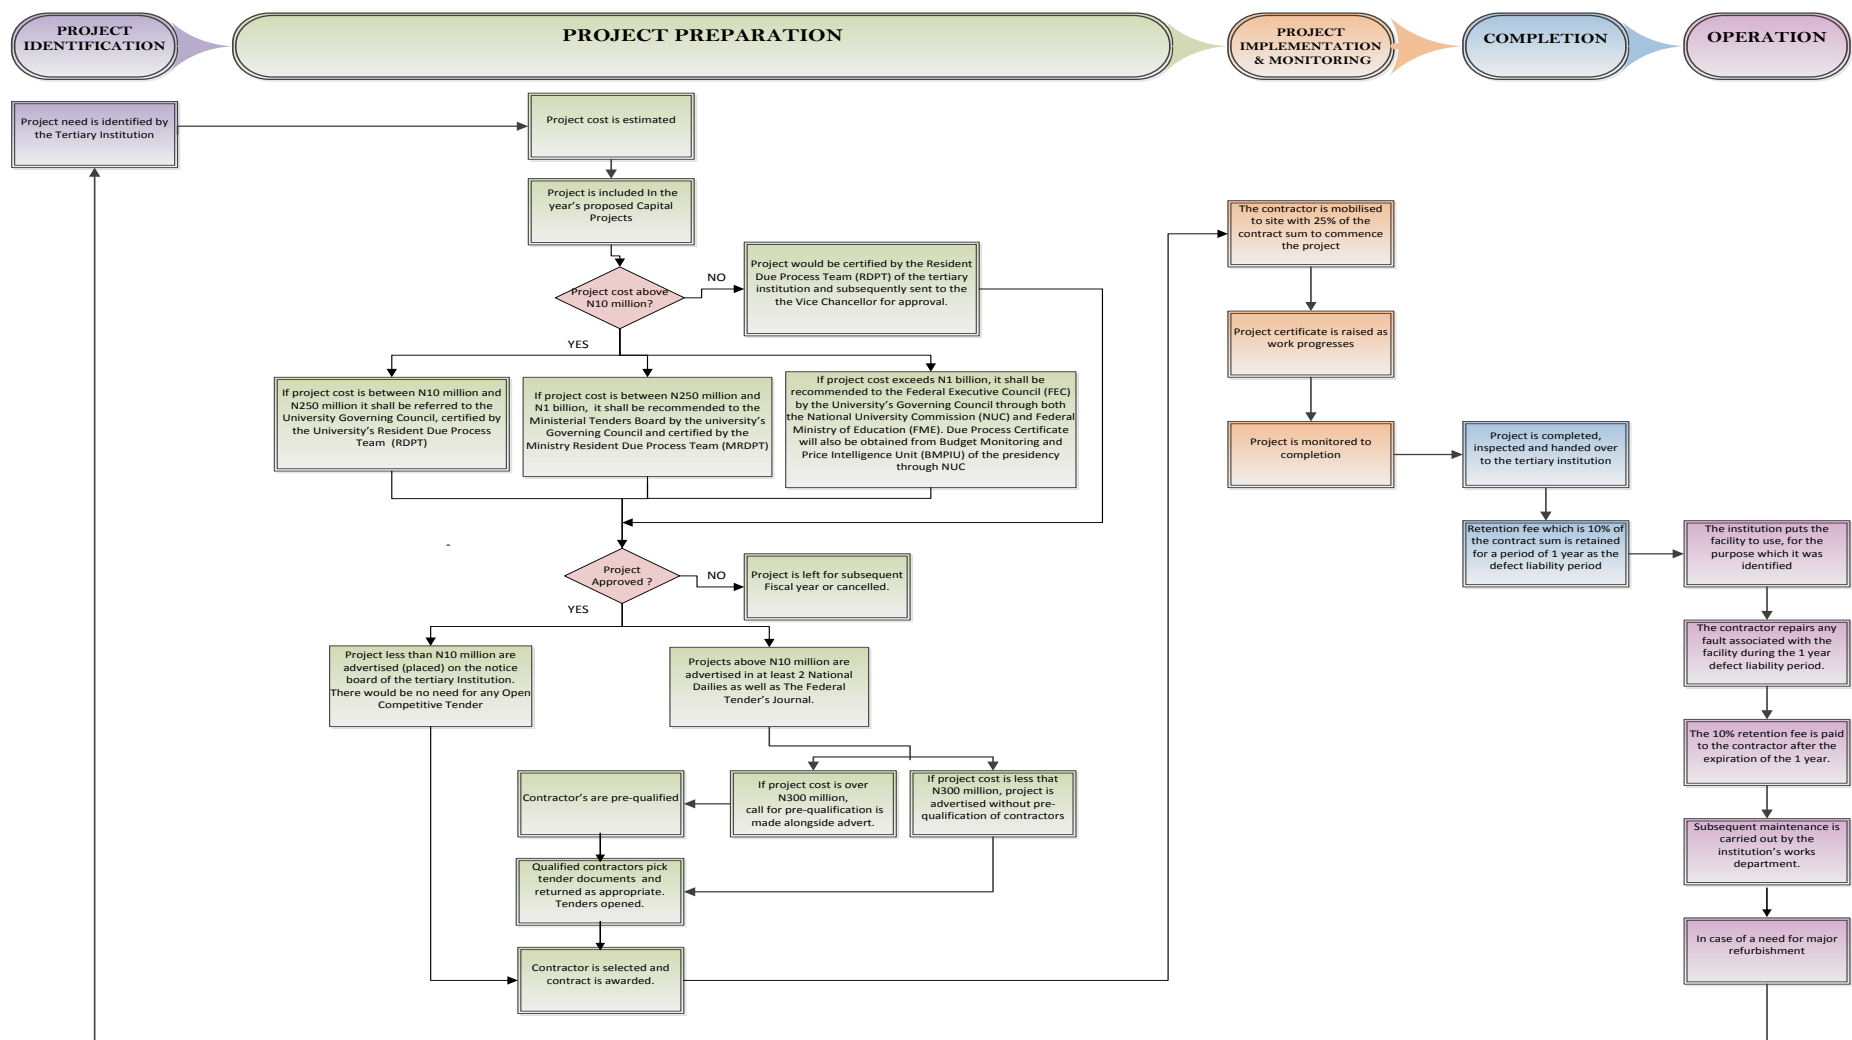 PROJECT
IDENTIFICATION
PROJECT PREPARATION
PROJECT
IMPLEMENTATION
& MONITORING
COMPLETION
OPERATION
Project need is identified by
the Tertiary Institution
Project cost is estimated
Project is included In the
year's proposed Capital
Projects
Project cost above
N10 million?
NO
Project would be certified by the Resident
Due Process Team (RDPT) of the tertiary
institution and subsequently sent to the
the Vice Chancellor for approval.
YES
If project cost is between N10 million and
N250 million it shall be referred to the
University Governing Council, certified by
the University's Resident Due Process
Team (RDPT)
If project cost is between N250 million and
N1 billion, it shall be recommended to the
Ministerial Tenders Board by the university's
Governing Council and certified by the
Ministry Resident Due Process Team (MRDPT)
If project cost exceeds N1 billion, it shall be
recommended to the Federal Executive Council (FEC)
by the University's Governing Council through both
the National University Commission (NUC) and Federal
Ministry of Education (FME). Due Process Certificate
will also be obtained from Budget Monitoring and
Price Intelligence Unit (BMPIU) of the presidency
through NUC
-
Project
Approved ?
NO
Project is left for subsequent
Fiscal year or cancelled.
YES
Project less than N10 million are
advertised (placed) on the notice
board of the tertiary Institution.
There would be no need for any Open
Competitive Tender
Projects above N10 million are
advertised in at least 2 National
Dailies as well as The Federal
Tender's Journal.
If project cost is over
N300 million,
call for pre-qualification is
made alongside advert.
If project cost is less that
N300 million, project is
advertised without pre-
qualification of contractors
Contractor's are pre-qualified
Qualified contractors pick
tender documents and
returned as appropriate.
Tenders opened.
Contractor is selected and
contract is awarded.
The contractor is mobilised
to site with 25% of the
contract sum to commence
the project
Project certificate is raised as
work progresses
Project is monitored to
completion
Project is completed,
inspected and handed over
to the tertiary institution
Retention fee which is 10% of
the contract sum is retained
for a period of 1 year as the
defect liability period
The institution puts the
facility to use, for the
purpose which it was
identified
The contractor repairs any
fault associated with the
facility during the 1 year
defect liability period.
The 10% retention fee is paid
to the contractor after the
expiration of the 1 year.
Subsequent maintenance is
carried out by the
institution's works
department.
In case of a need for major
refurbishment